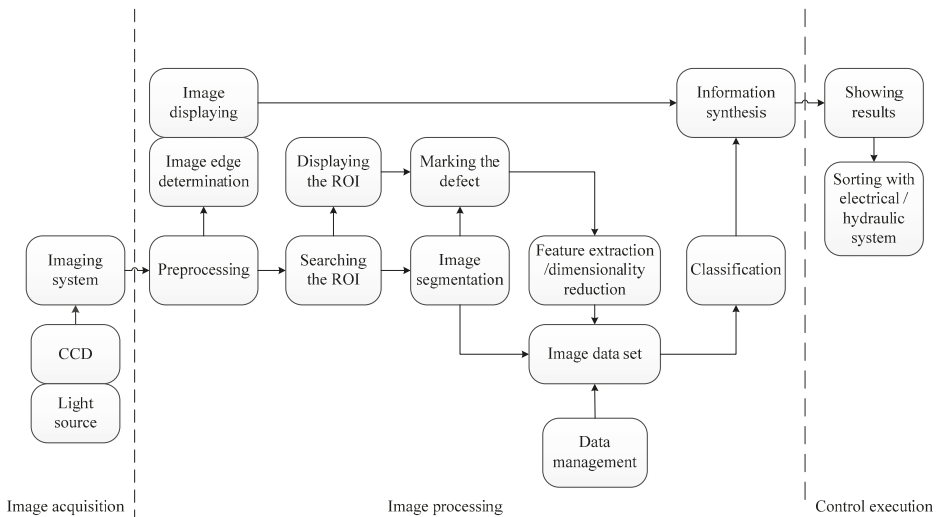 Image
displaying
Information
synthesis
Showing
results
Image edge
determination
Displaying
the ROI
Marking the
defect
Sorting with
electrical /
hydraulic
system
Imaging
system
Preprocessing
Searching
the ROI
Image
segmentation
Feature extraction
/dimensionality
reduction
Classification
CCD
Image data set
Light
source
Data
management
Image acquisition
Image processing
Control execution